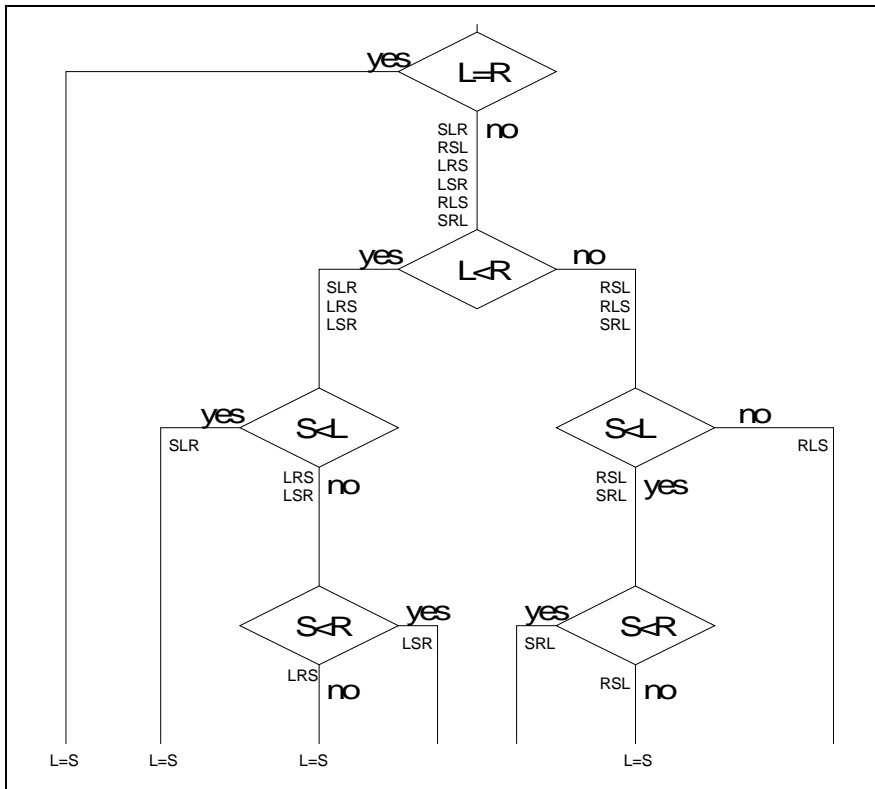 yes
L=R
SLR
no
RSL
LRS
LSR
RLS
SRL
yes
L<R
no
SLR
LRS
LSR
RSL
RLS
SRL
yes
S<L
SLR
LRS
LSR
no
S<L
no
RLS
RSL
SRL
yes
S<R
yes
LSR
LRS
no
yes
S<R
SRL
RSL
no
L=S
L=S
L=S
L=S